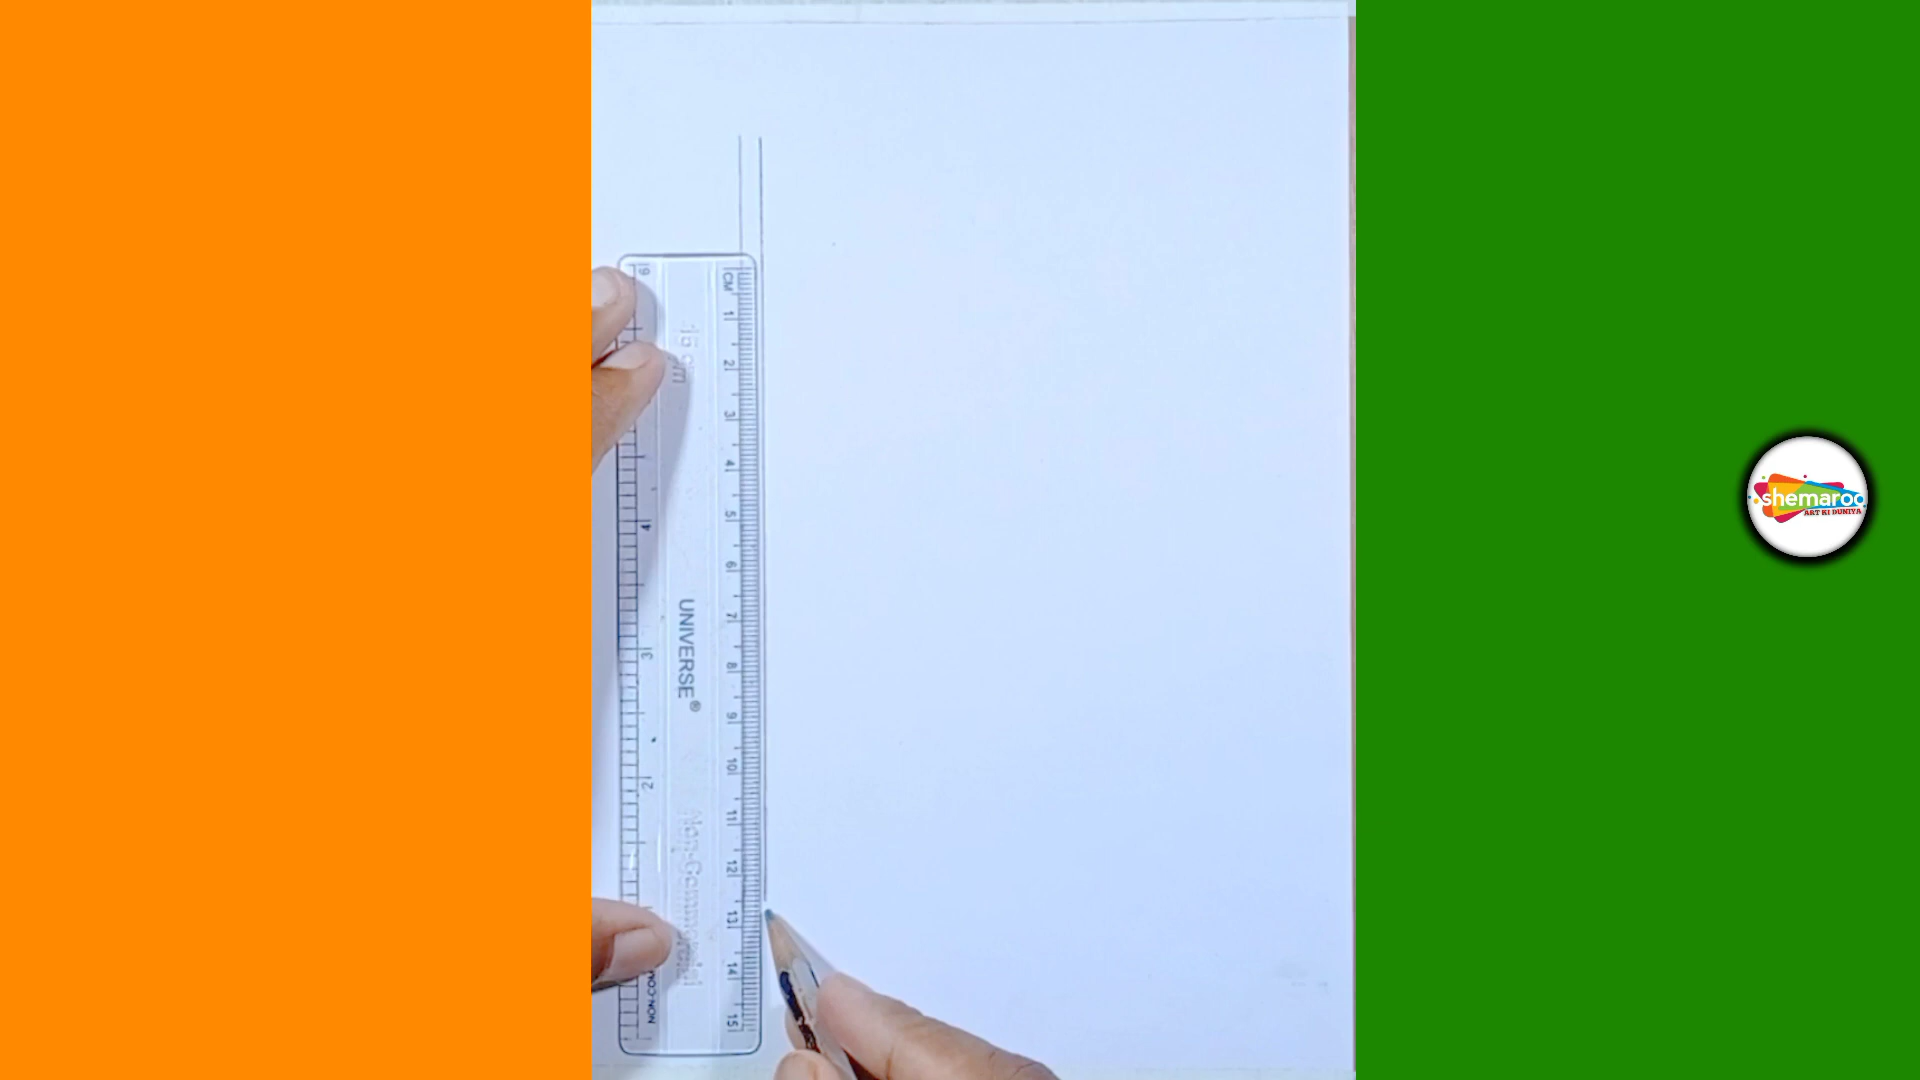 CM 1 2 3 4 5 6 7 8 9 10 11 12 13 14 15
15 cm
UNIVERSE®
Non-Commercial
6
4
3
2
NON-COM
shemaroo
ART KI DUNIYA